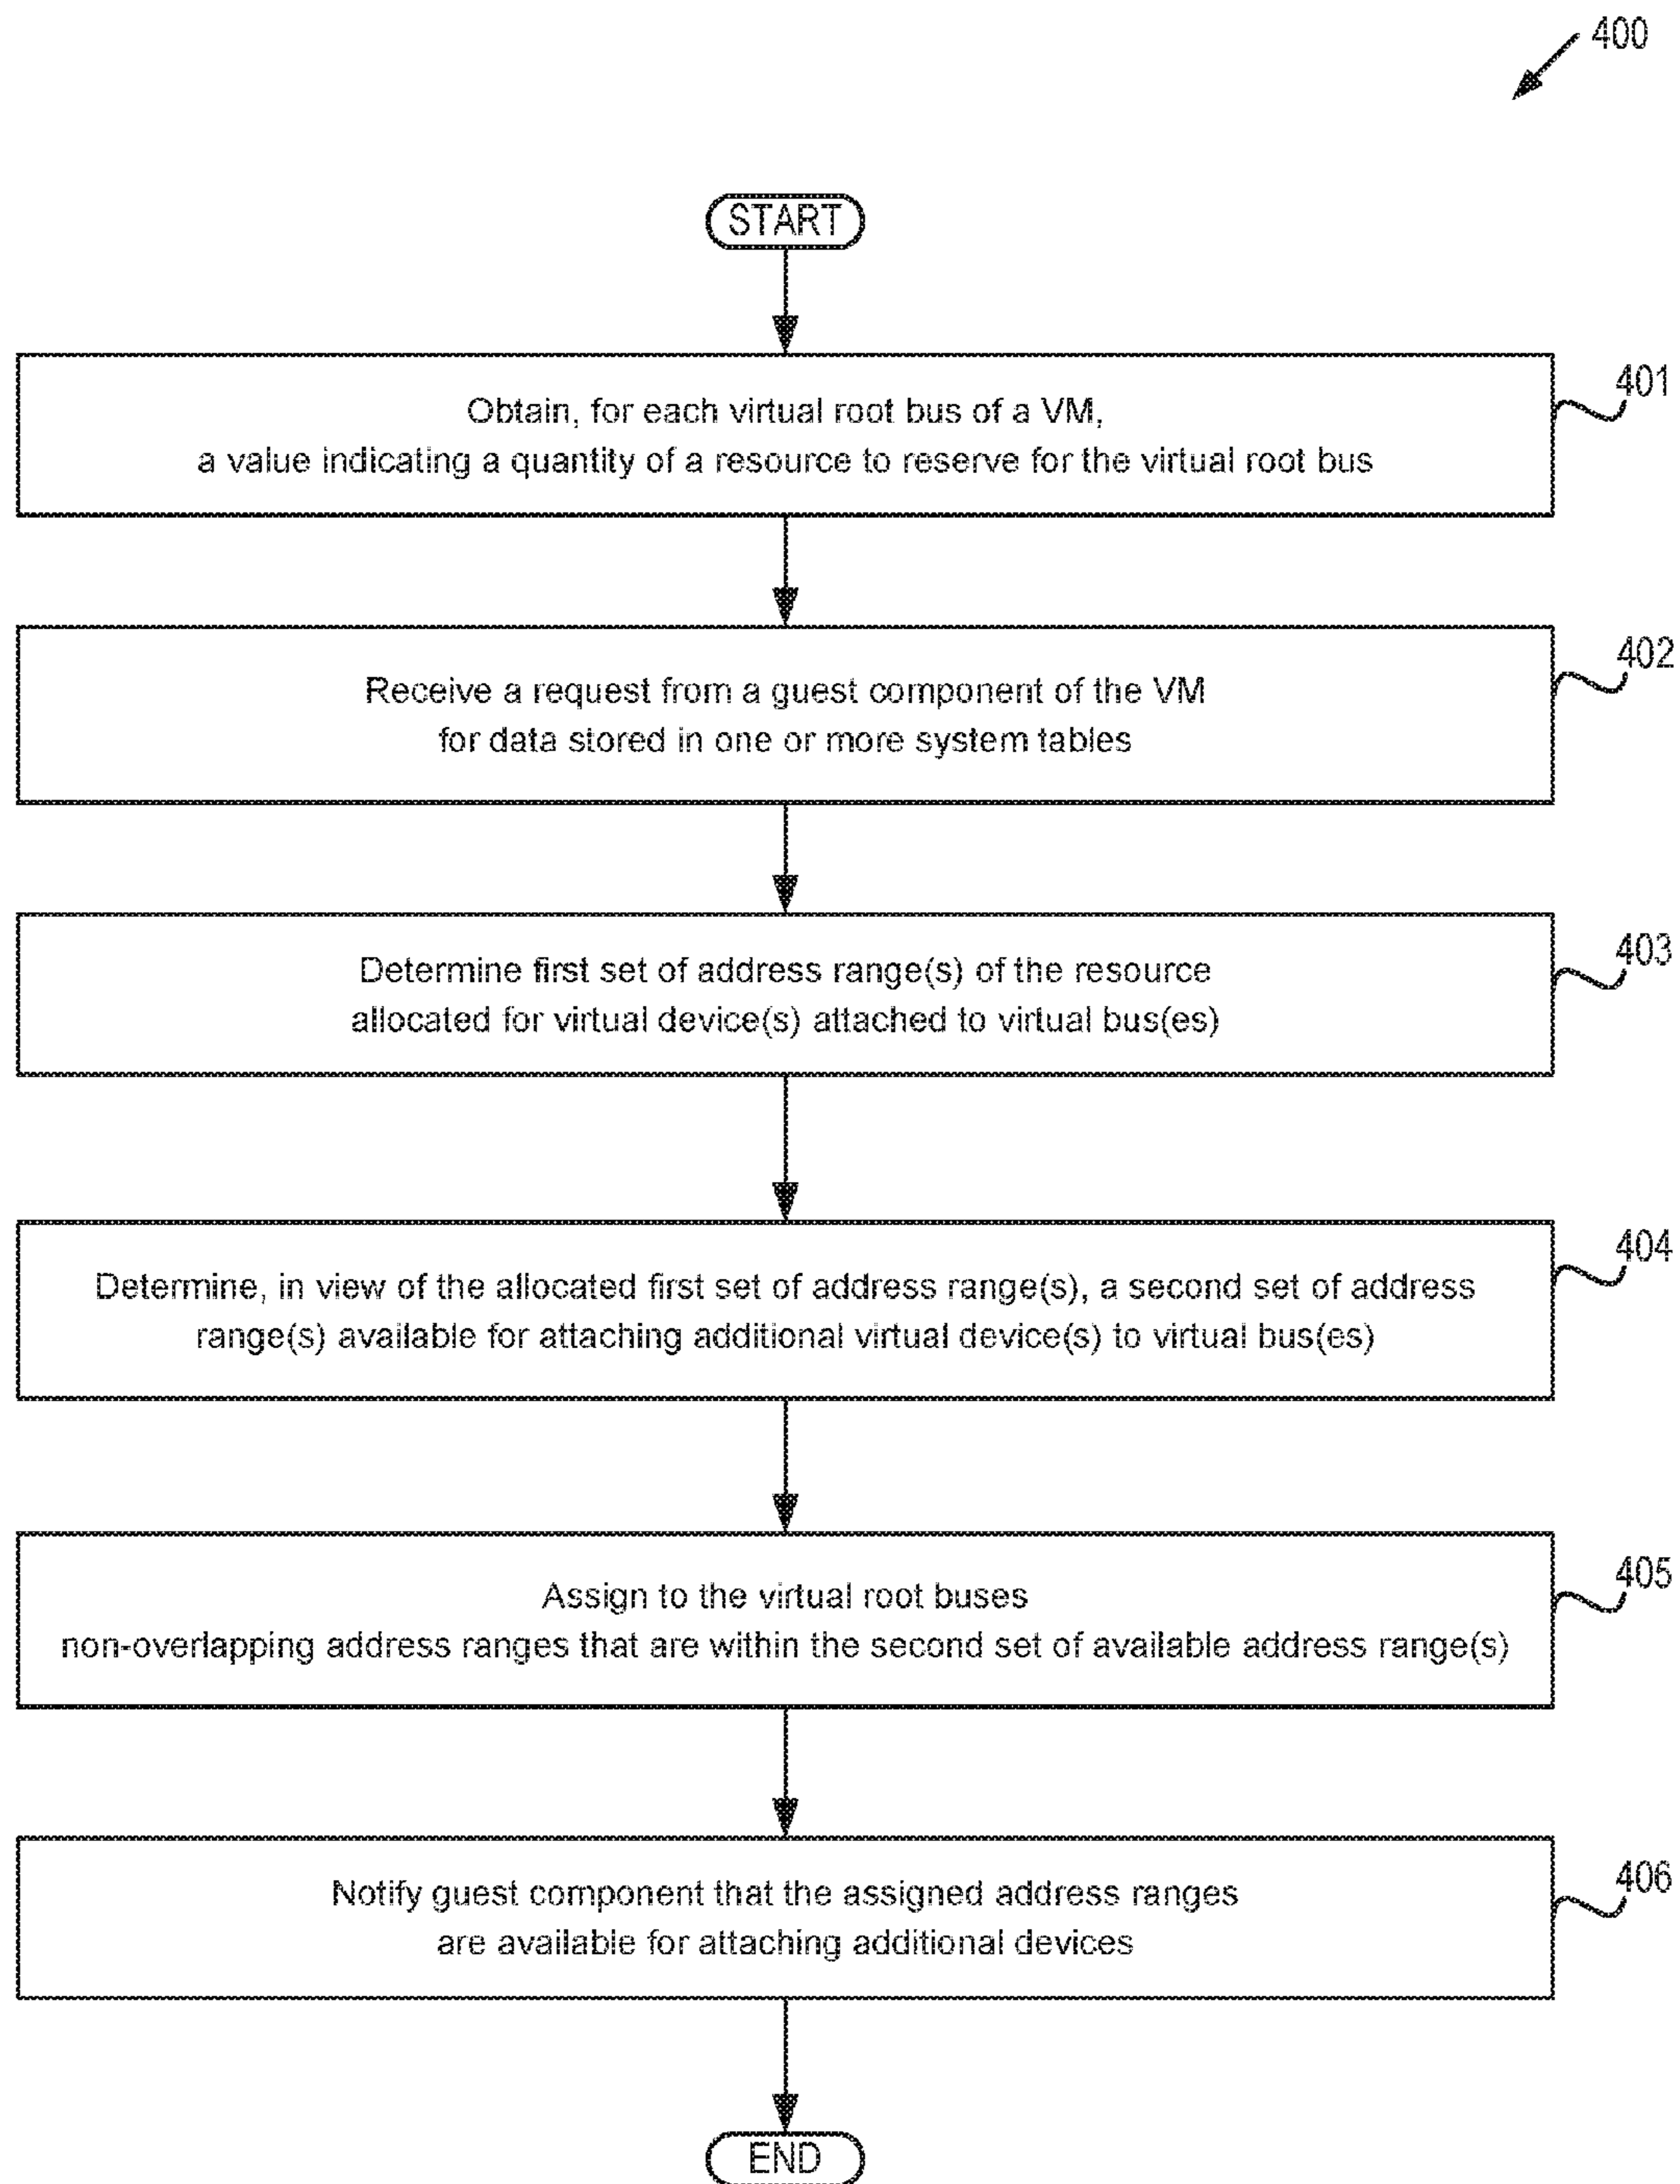 400
START
Obtain, for each virtual root bus of a VM,
a value indicating a quantity of a resource to reserve for the virtual root bus
401
Receive a request from a guest component of the VM
for data stored in one or more system tables
402
Determine first set of address range(s) of the resource
allocated for virtual device(s) attached to virtual bus(es)
403
Determine, in view of the allocated first set of address range(s), a second set of address
range(s) available for attaching additional virtual device(s) to virtual bus(es)
404
Assign to the virtual root buses
non-overlapping address ranges that are within the second set of available address range(s)
405
Notify guest component that the assigned address ranges
are available for attaching additional devices
406
END